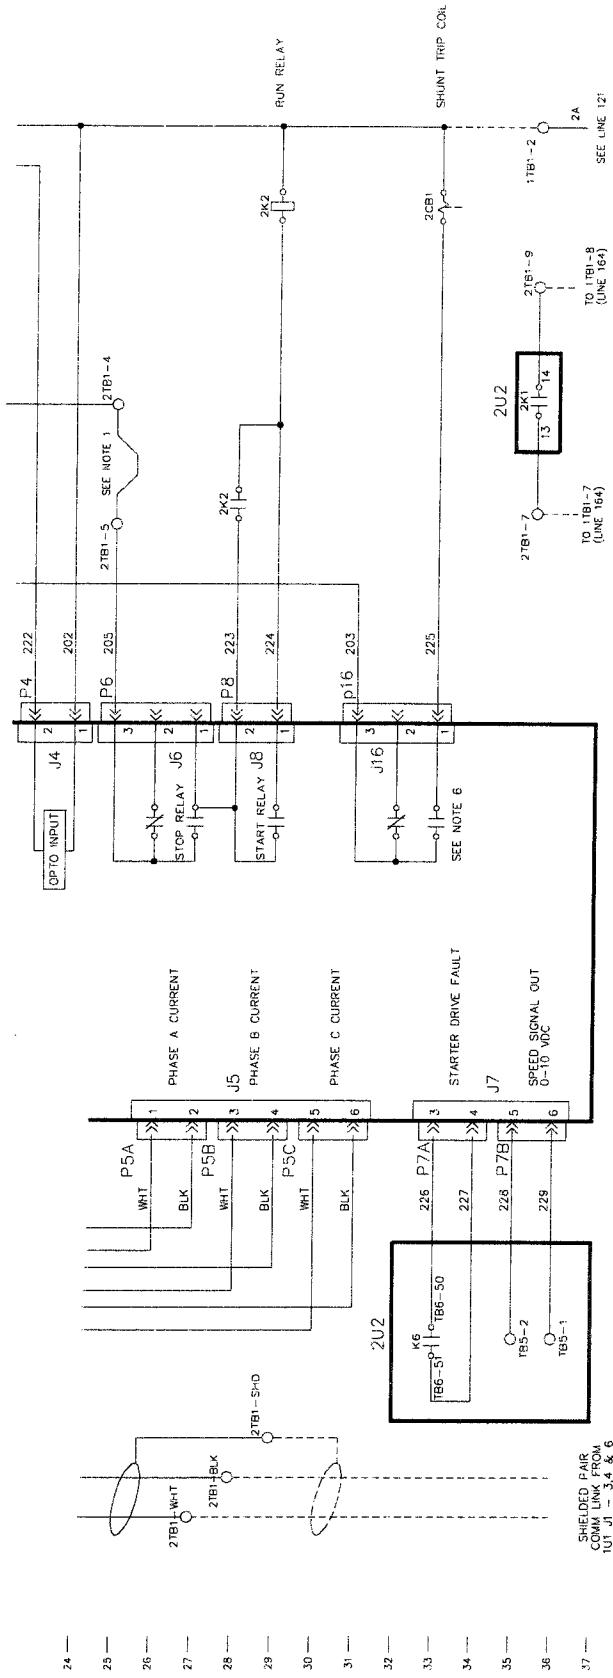 24
25
26
27
28
29
30
31
32
33
34
35
36
37
2TB1-WHT
2TB1-BLK
2TB1-SHD
SHIELDED PAIR
COMM LINK FROM
1U1 J1 - 3,4 & 6
2U2
K6
TB6-51
TB6-50
TB5-2
TB5-1
WHT
BLK
WHT
BLK
WHT
BLK
226
227
228
229
P5A
P5B
P5C
P7A
P7B
1
2
3
4
5
6
3
4
5
6
J5
J7
PHASE A CURRENT
PHASE B CURRENT
PHASE C CURRENT
STARTER DRIVE FAULT
SPEED SIGNAL OUT
0-10 VDC
OPTO INPUT
STOP RELAY
START RELAY
SEE NOTE 6
J4
J6
J8
J16
2
1
3
2
1
2
1
3
2
1
P4
P6
P8
p16
222
202
205
223
224
203
225
2TB1-5
SEE NOTE 1
2TB1-4
2K2
2K2
RUN RELAY
2CB1
SHUNT TRIP COIL
2TB1-7
TO 1TB1-7
(LINE 164)
2U2
13
2K1
14
2TB1-9
TO 1TB1-8
(LINE 164)
1TB1-2
2A
SEE LINE 121